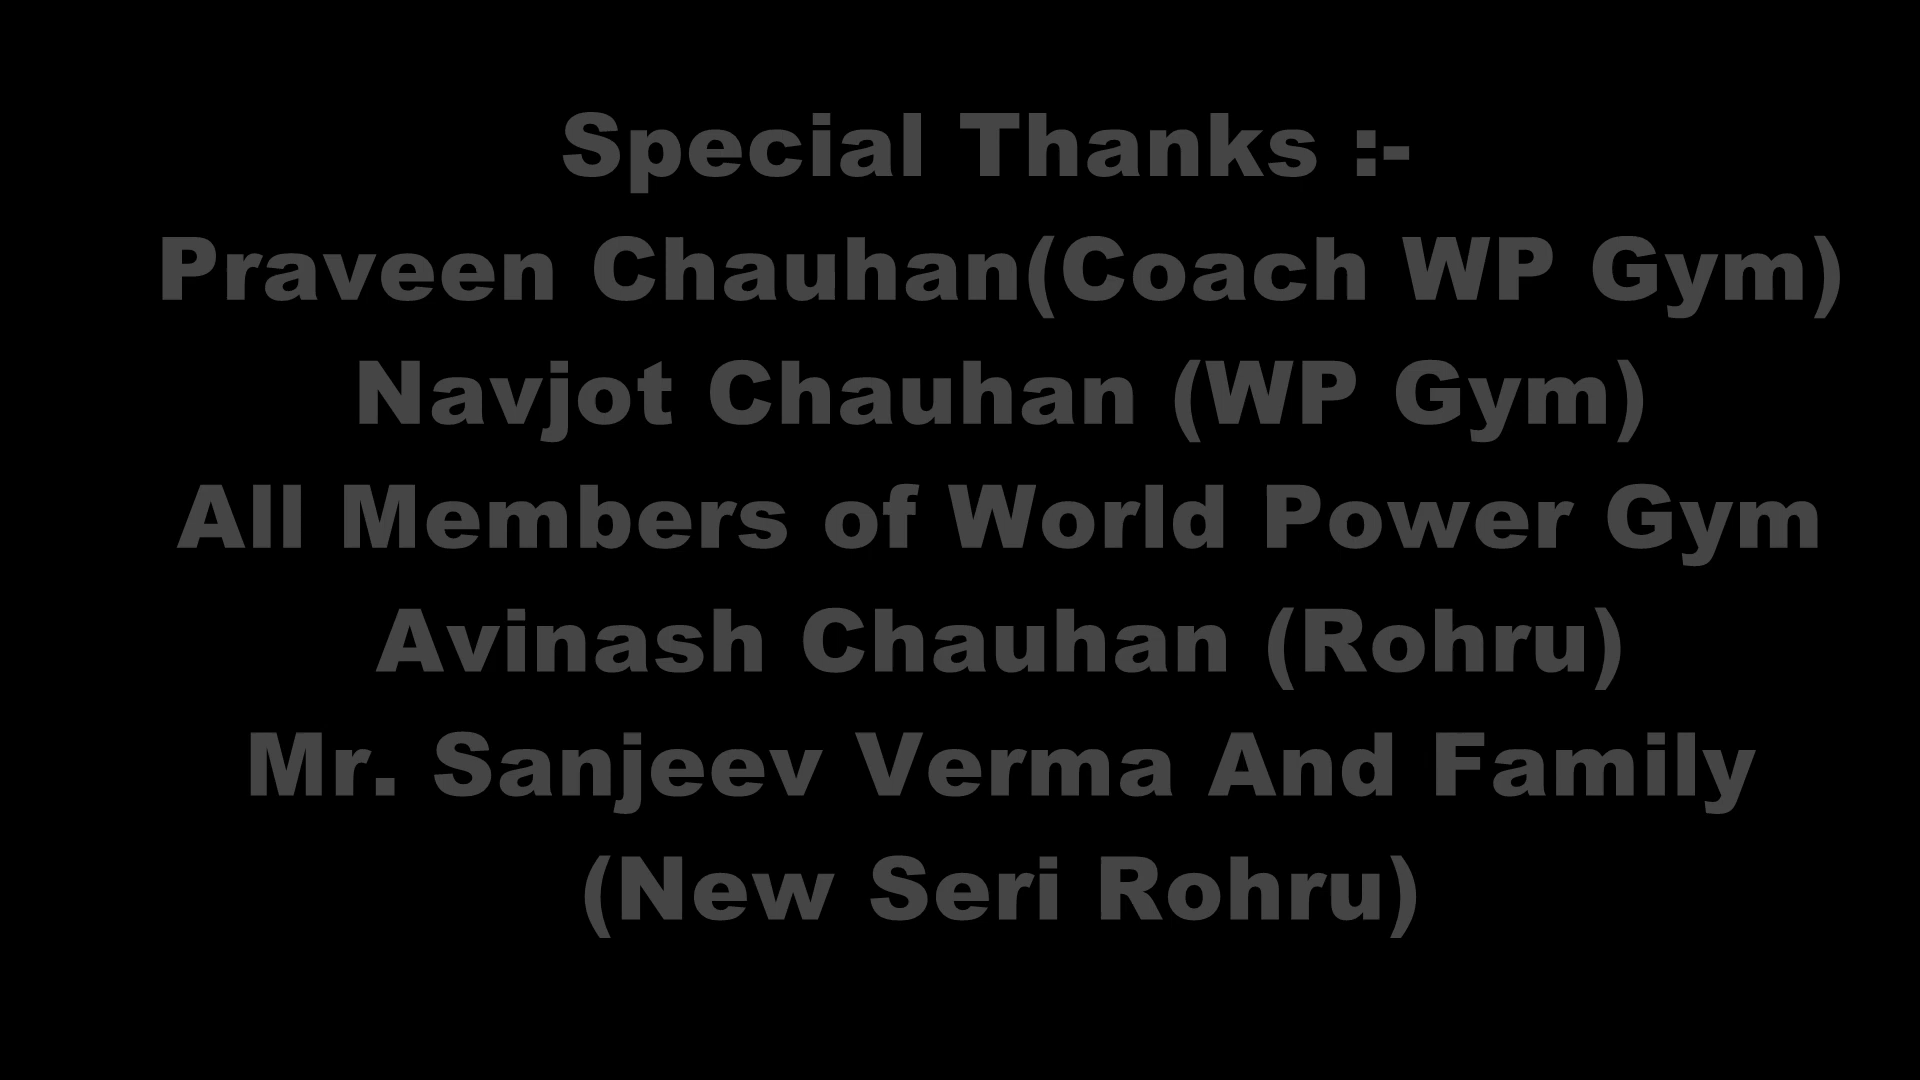 Special Thanks :-
Praveen Chauhan(Coach WP Gym)
Navjot Chauhan (WP Gym)
All Members of World Power Gym
Avinash Chauhan (Rohru)
Mr. Sanjeev Verma And Family
(New Seri Rohru)